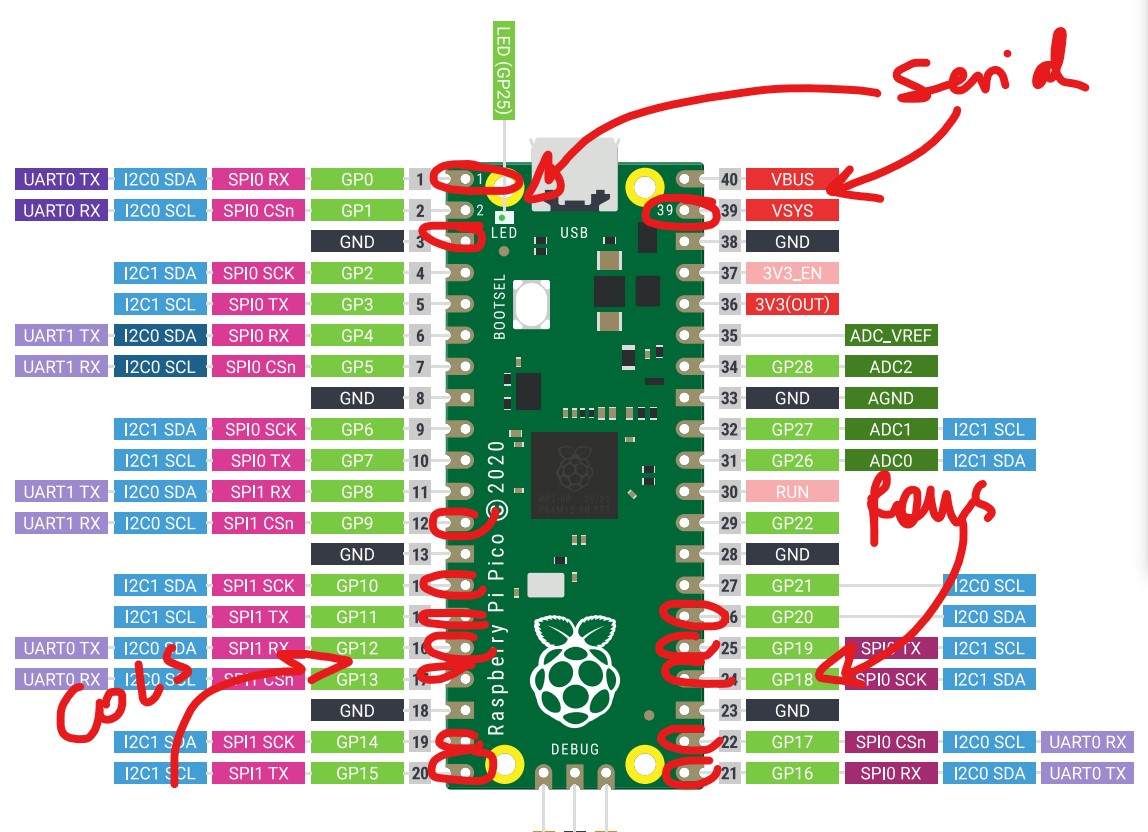 LED (GP25)
UART0 TX I2C0 SDA SPI0 RX GP0 1 1 40 VBUS
UART0 RX I2C0 SCL SPI0 CSn GP1 2 2 39 39 VSYS
GND 3 LED USB 38 GND
I2C1 SDA SPI0 SCK GP2 4 37 3V3_EN
I2C1 SCL SPI0 TX GP3 5 BOOTSEL 36 3V3(OUT)
UART1 TX I2C0 SDA SPI0 RX GP4 6 35 ADC_VREF
UART1 RX I2C0 SCL SPI0 CSn GP5 7 34 GP28 ADC2
GND 8 33 GND AGND
I2C1 SDA SPI0 SCK GP6 9 32 GP27 ADC1 I2C1 SCL
I2C1 SCL SPI0 TX GP7 10 31 GP26 ADC0 I2C1 SDA
UART1 TX I2C0 SDA SPI1 RX GP8 11 30 RUN
Rows
UART1 RX I2C0 SCL SPI1 CSn GP9 12 29 GP22
GND 13 28 GND
Raspberry Pi Pico ©2020
I2C1 SDA SPI1 SCK GP10 27 GP21 I2C0 SCL
I2C1 SCL SPI1 TX GP11 GP20 I2C0 SDA
UART0 TX I2C0 SDA SPI1 RX GP12 16 25 GP19 SPI0 TX I2C1 SCL
UART0 RX I2C0 SCL SPI1 CSn GP13 17 24 GP18 SPI0 SCK I2C1 SDA
Cols
GND 18 23 GND
I2C1 SDA SPI1 SCK GP14 19 DEBUG 22 GP17 SPI0 CSn I2C0 SCL UART0 RX
I2C1 SCL SPI1 TX GP15 20 21 GP16 SPI0 RX I2C0 SDA UART0 TX